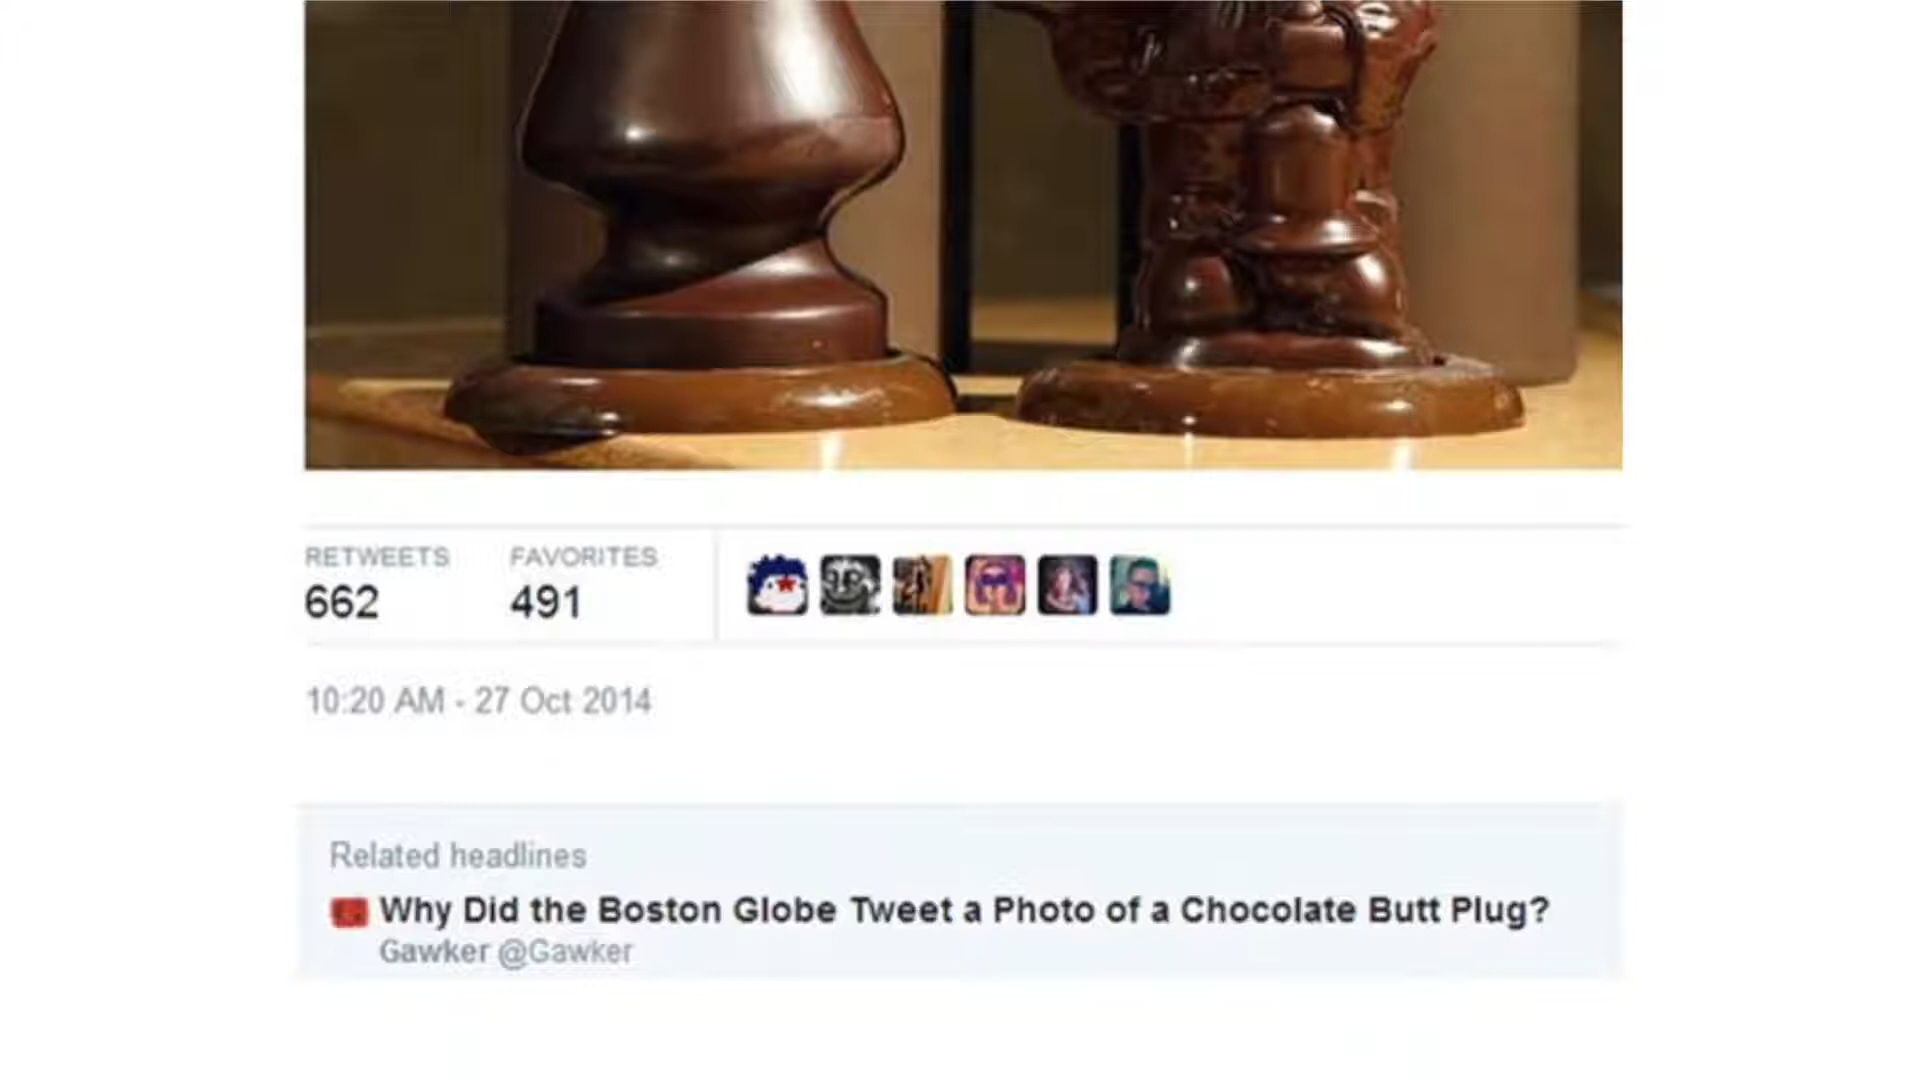 RETWEETS FAVORITES
662 491
10:20 AM - 27 Oct 2014
Related headlines
Why Did the Boston Globe Tweet a Photo of a Chocolate Butt Plug?
Gawker @Gawker